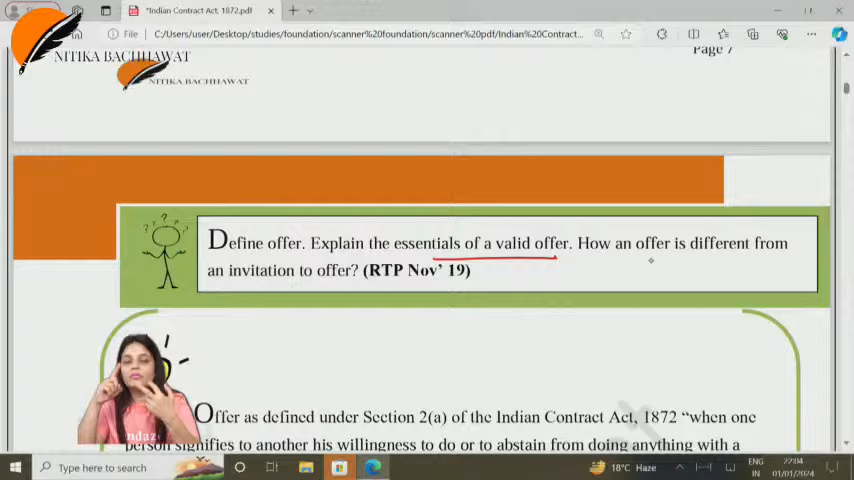 *Indian Contract Act, 1872.pdf
File
C:/Users/user/Desktop/studies/foundation/scanner%20foundation/scanner%20pdf/Indian%20Contract...
NITIKA BACHHAWAT
Page 7
NITIKA BACHHAWAT
Define offer. Explain the essentials of a valid offer. How an offer is different from
an invitation to offer? (RTP Nov' 19)
Offer as defined under Section 2(a) of the Indian Contract Act, 1872 "when one
person signifies to another his willingness to do or to abstain from doing anything with a
ndaz
Type here to search
18°C Haze
ENG
IN
22:04
01/01/2024